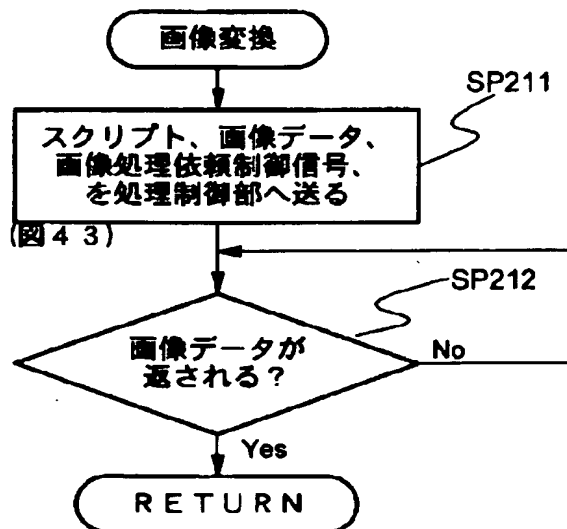 画像変換
SP211
スクリプト、画像データ、
画像処理依頼制御信号、
を処理制御部へ送る
(図４３)
SP212
画像データが
返される？
No
Yes
ＲＥＴＵＲＮ